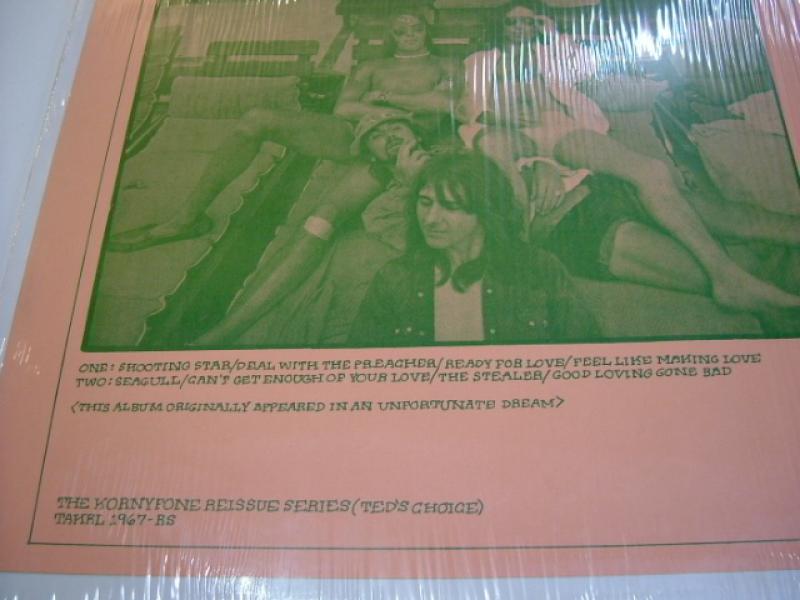 ONE: SHOOTING STAR/DEAL WITH THE PREACHER/READY FOR LOVE/FEEL LIKE MAKING LOVE
TWO: SEAGULL/CAN'T GET ENOUGH OF YOUR LOVE/THE STEALER/GOOD LOVING GONE BAD
<THIS ALBUM ORIGINALLY APPEARED IN AN UNFORTUNATE DREAM>
THE KORNYFONE REISSUE SERIES (TED'S CHOICE)
TAKRL 1967-RS